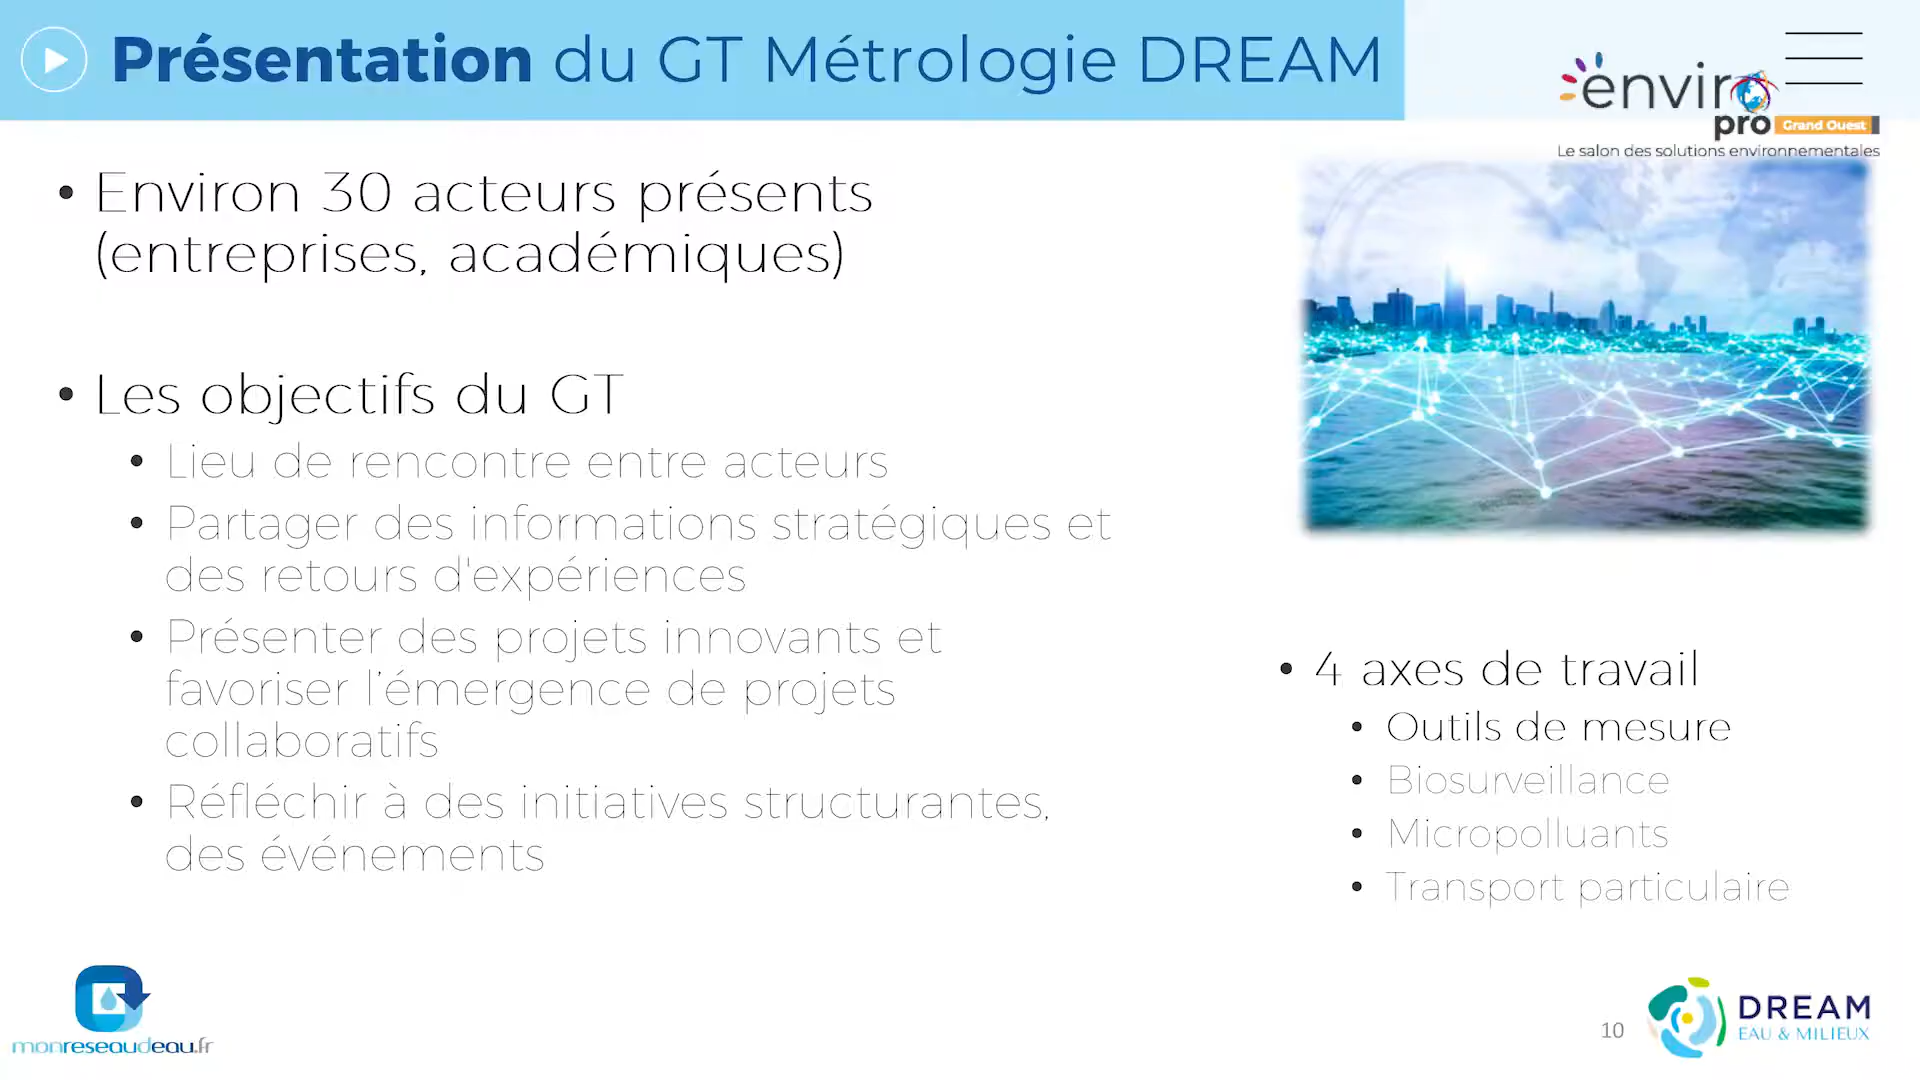 Présentation du GT Métrologie DREAM
enviro
pro Grand Ouest
Le salon des solutions environnementales
• Environ 30 acteurs présents
(entreprises, académiques)
• Les objectifs du GT
• Lieu de rencontre entre acteurs
• Partager des informations stratégiques et
des retours d'expériences
• Présenter des projets innovants et
favoriser l’émergence de projets
collaboratifs
• Réfléchir à des initiatives structurantes,
des événements
• 4 axes de travail
• Outils de mesure
• Biosurveillance
• Micropolluants
• Transport particulaire
monreseaudeau.fr
10
DREAM
EAU & MILIEUX